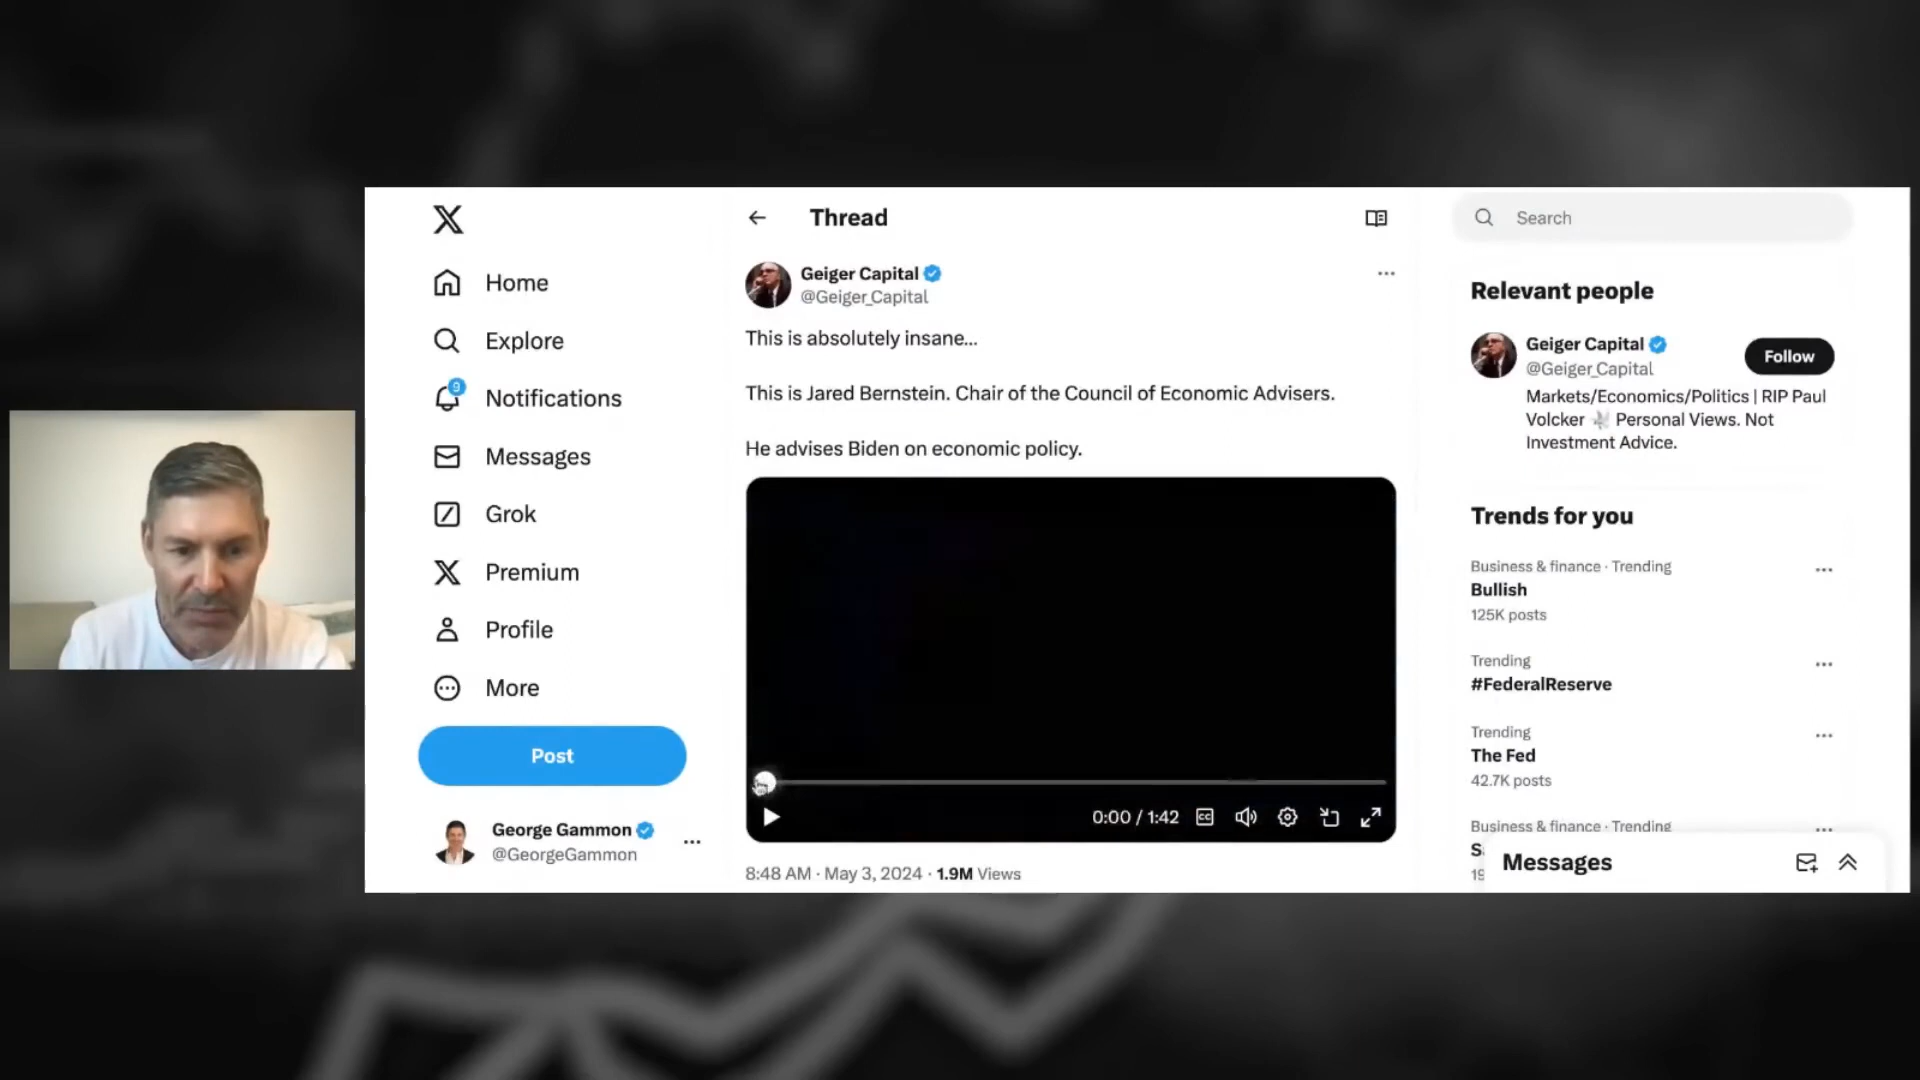 Home
Explore
9
Notifications
Messages
Grok
Premium
Profile
More
Post
George Gammon
@GeorgeGammon
Thread
Geiger Capital
@Geiger_Capital
This is absolutely insane...
This is Jared Bernstein. Chair of the Council of Economic Advisers.
He advises Biden on economic policy.
0:00 / 1:42
CC
8:48 AM · May 3, 2024 · 1.9M Views
Search
Relevant people
Geiger Capital
@Geiger_Capital
Follow
Markets/Economics/Politics | RIP Paul
Volcker 🕊️ Personal Views. Not
Investment Advice.
Trends for you
Business & finance · Trending
Bullish
125K posts
Trending
#FederalReserve
Trending
The Fed
42.7K posts
Business & finance · Trending
Messages